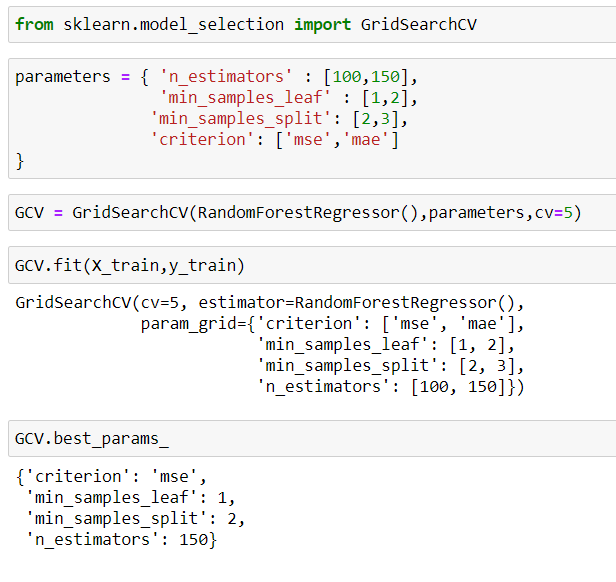 from sklearn.model_selection import GridSearchCV
parameters = { 'n_estimators' : [100,150],
'min_samples_leaf' : [1,2],
'min_samples_split': [2,3],
'criterion': ['mse','mae']
}
GCV = GridSearchCV(RandomForestRegressor(),parameters,cv=5)
GCV.fit(X_train,y_train)
GridSearchCV(cv=5, estimator=RandomForestRegressor(),
param_grid={'criterion': ['mse', 'mae'],
'min_samples_leaf': [1, 2],
'min_samples_split': [2, 3],
'n_estimators': [100, 150]})
GCV.best_params_
{'criterion': 'mse',
'min_samples_leaf': 1,
'min_samples_split': 2,
'n_estimators': 150}